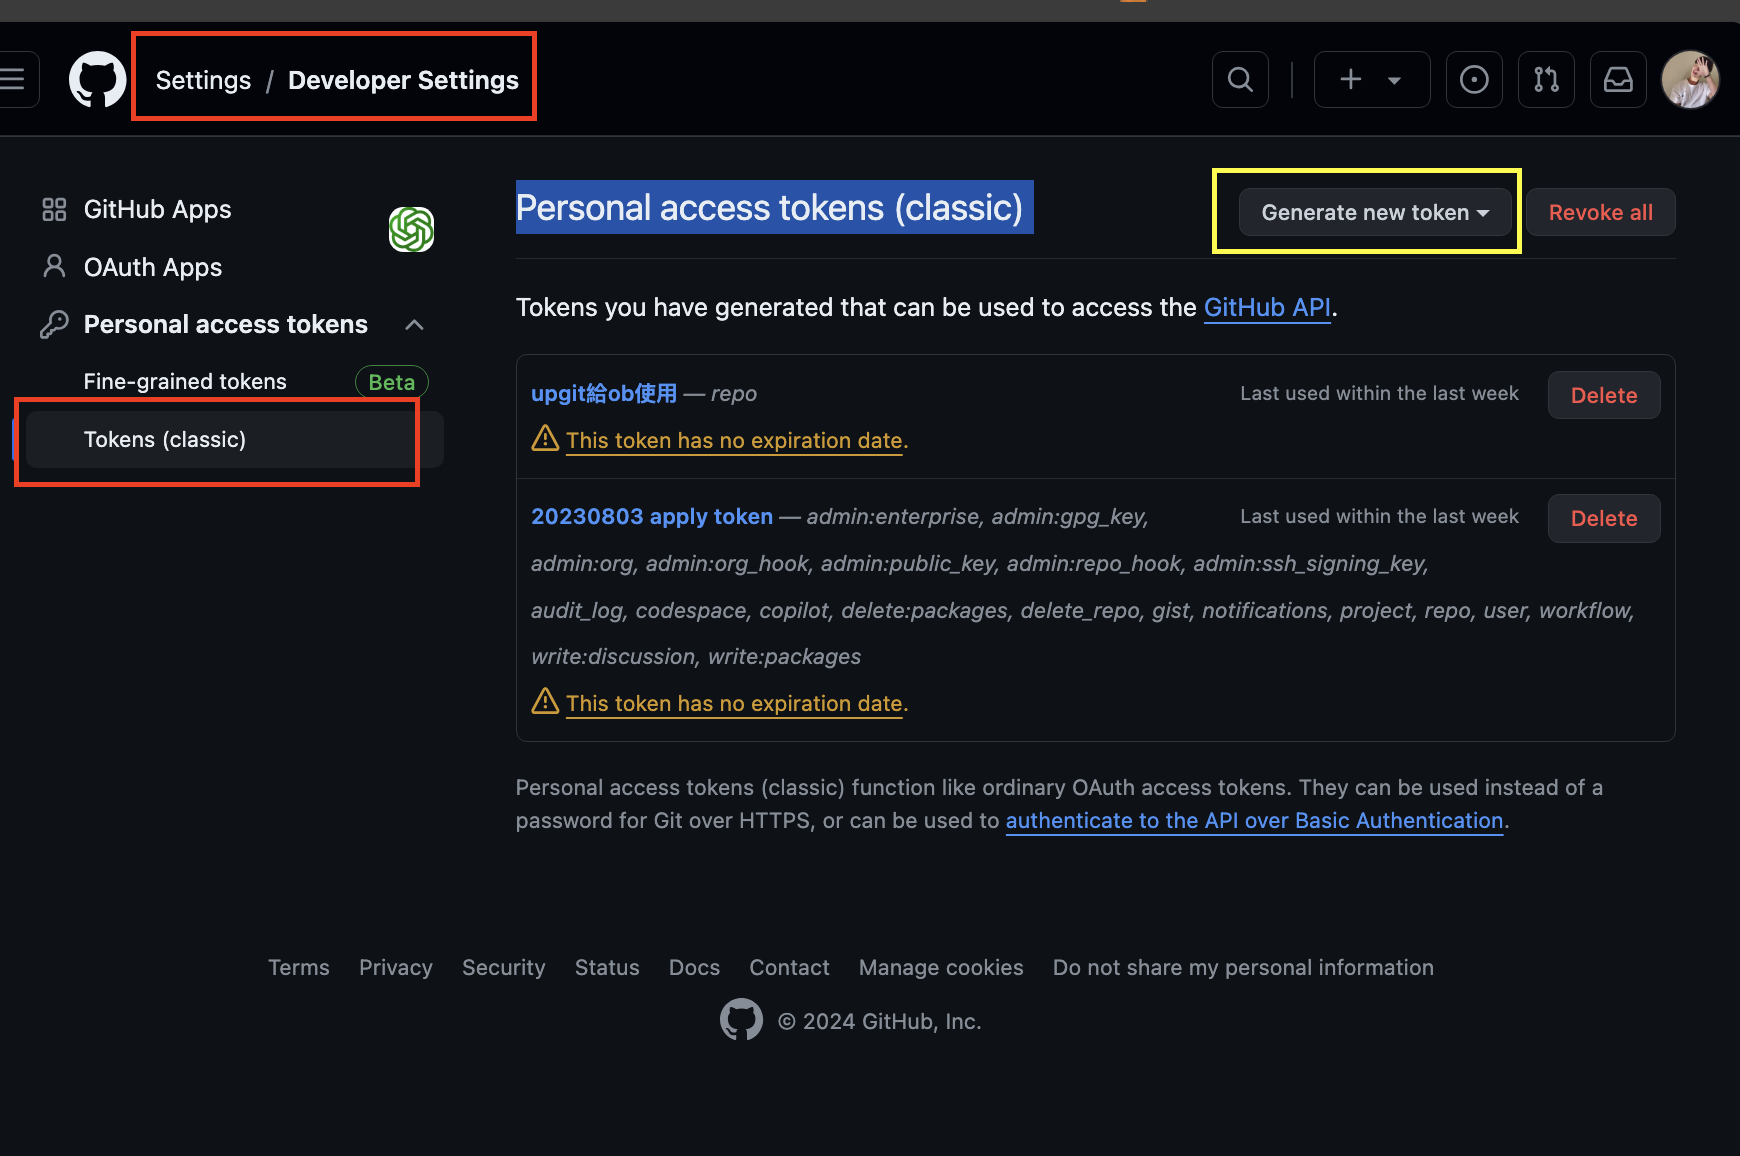 Settings / Developer Settings
GitHub Apps
OAuth Apps
Personal access tokens
Fine-grained tokens Beta
Tokens (classic)
Personal access tokens (classic)
Generate new token
Revoke all
Tokens you have generated that can be used to access the GitHub API.
upgit給ob使用 — repo
Last used within the last week
Delete
This token has no expiration date.
20230803 apply token — admin:enterprise, admin:gpg_key,
Last used within the last week
Delete
admin:org, admin:org_hook, admin:public_key, admin:repo_hook, admin:ssh_signing_key,
audit_log, codespace, copilot, delete:packages, delete_repo, gist, notifications, project, repo, user, workflow,
write:discussion, write:packages
This token has no expiration date.
Personal access tokens (classic) function like ordinary OAuth access tokens. They can be used instead of a
password for Git over HTTPS, or can be used to authenticate to the API over Basic Authentication.
Terms Privacy Security Status Docs Contact Manage cookies Do not share my personal information
© 2024 GitHub, Inc.